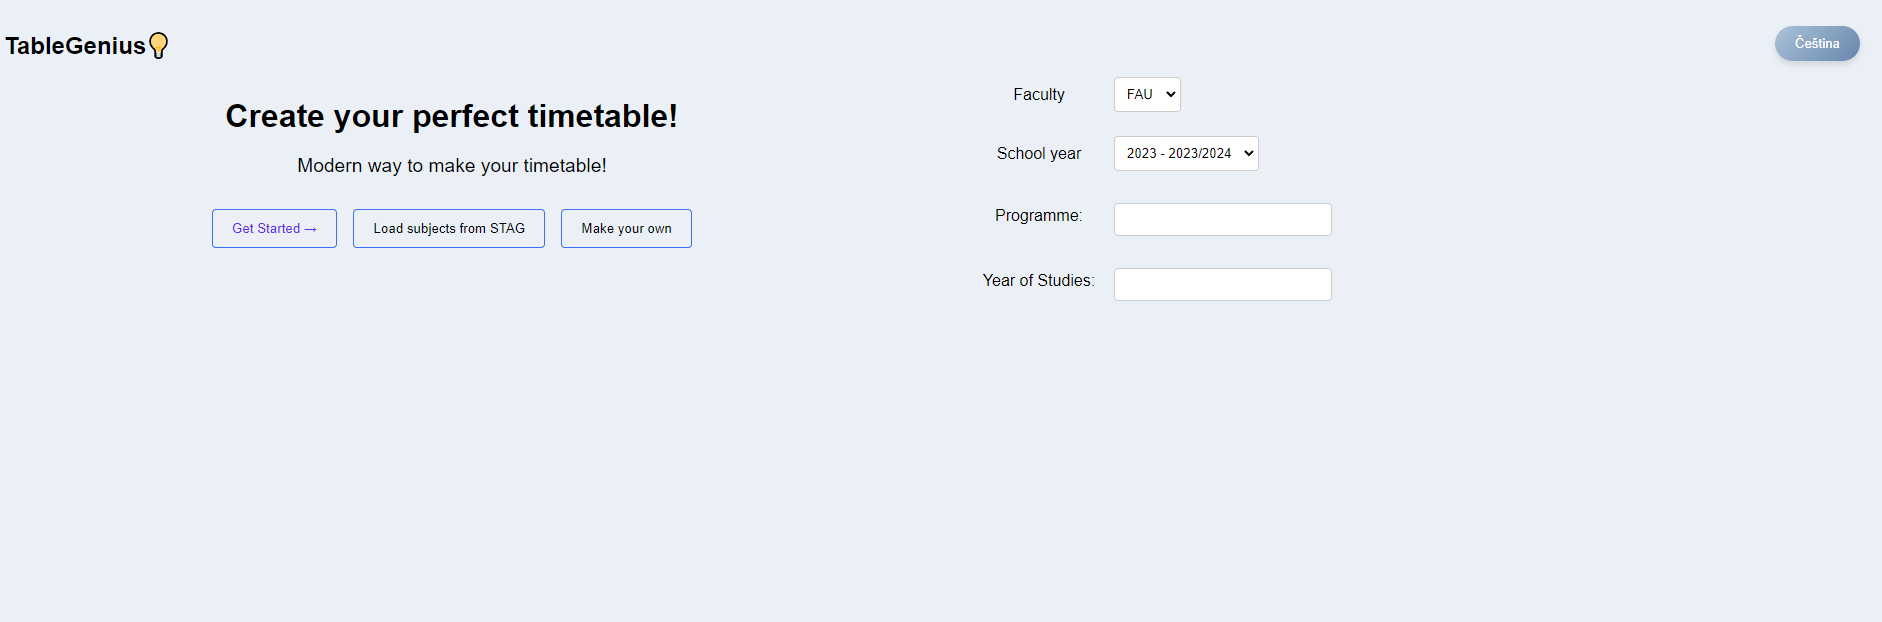 TableGenius
Čeština
Create your perfect timetable!
Modern way to make your timetable!
Get Started →
Load subjects from STAG
Make your own
Faculty
FAU
School year
2023 - 2023/2024
Programme:
Year of Studies: